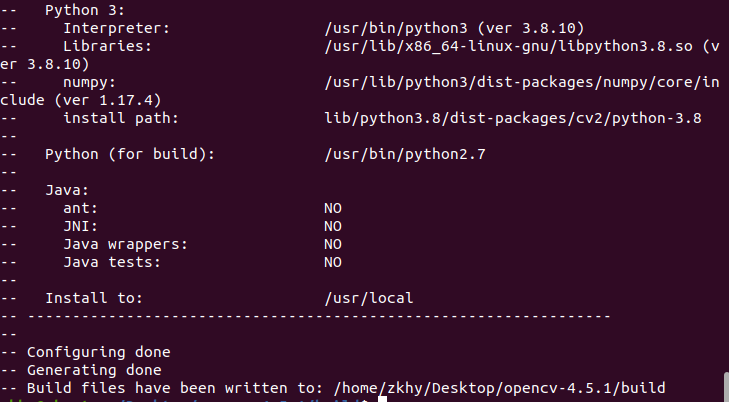 --   Python 3:
--     Interpreter:                 /usr/bin/python3 (ver 3.8.10)
--     Libraries:                   /usr/lib/x86_64-linux-gnu/libpython3.8.so (v
er 3.8.10)
--     numpy:                       /usr/lib/python3/dist-packages/numpy/core/in
clude (ver 1.17.4)
--     install path:                lib/python3.8/dist-packages/cv2/python-3.8
--
--   Python (for build):            /usr/bin/python2.7
--
--   Java:
--     ant:                         NO
--     JNI:                         NO
--     Java wrappers:               NO
--     Java tests:                  NO
--
--   Install to:                    /usr/local
-- -----------------------------------------------------------------
--
-- Configuring done
-- Generating done
-- Build files have been written to: /home/zkhy/Desktop/opencv-4.5.1/build